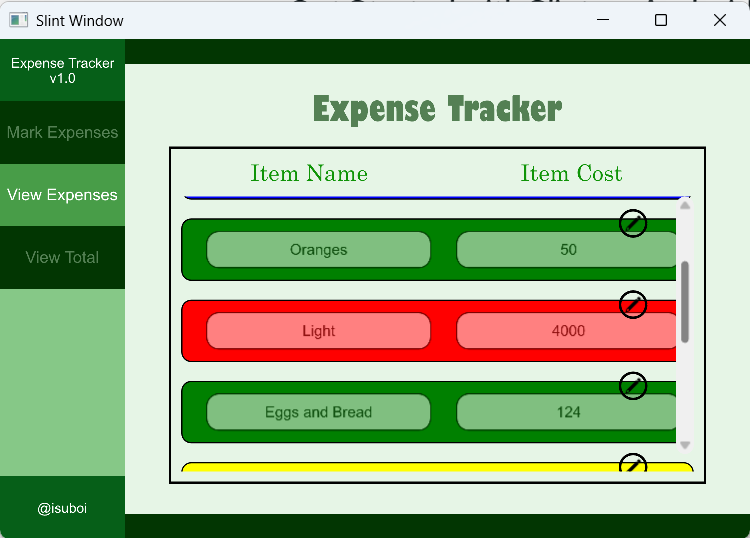 Slint Window
Expense Tracker
v1.0
Mark Expenses
View Expenses
View Total
@isuboi
Expense Tracker
Item Name Item Cost
Oranges 50
Light 4000
Eggs and Bread 124